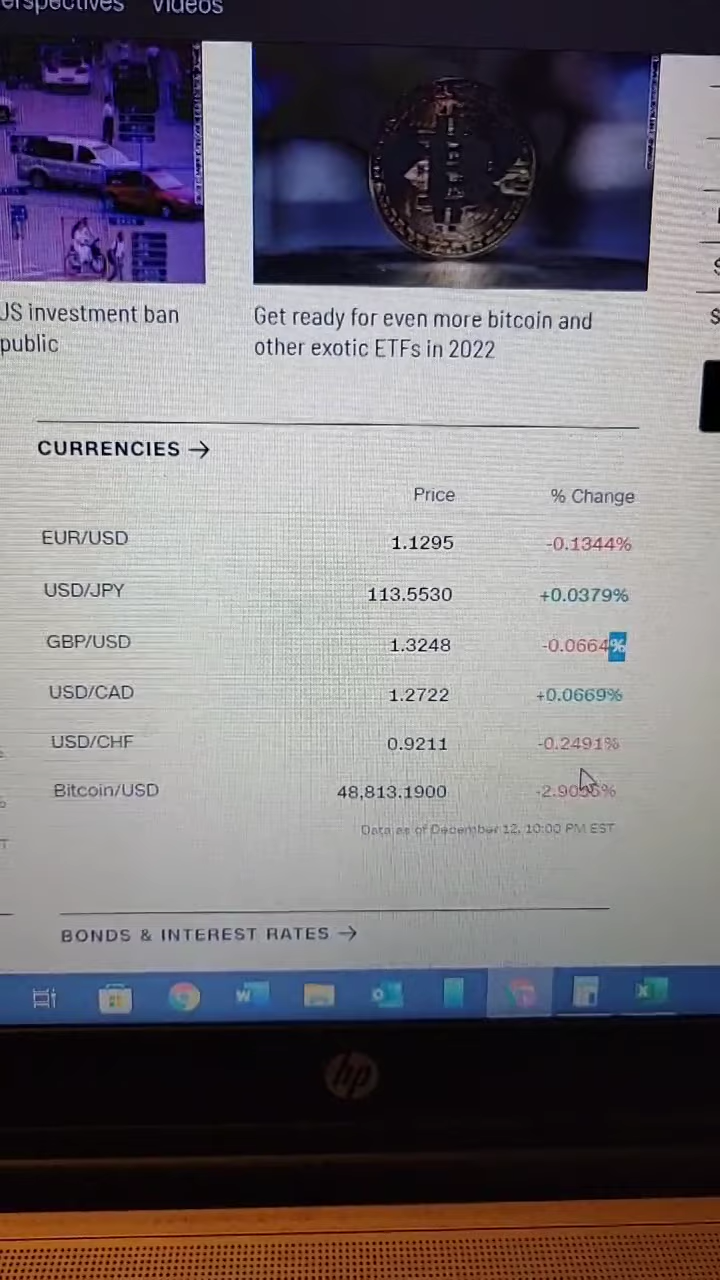 Videos
US investment ban
public
Get ready for even more bitcoin and
other exotic ETFs in 2022
CURRENCIES →
Price % Change
EUR/USD 1.1295 -0.1344%
USD/JPY 113.5530 +0.0379%
GBP/USD 1.3248 -0.0664%
USD/CAD 1.2722 +0.0669%
USD/CHF 0.9211 -0.2491%
Bitcoin/USD 48,813.1900
Data as of December 12, 10:00 PM EST
BONDS & INTEREST RATES →
hp